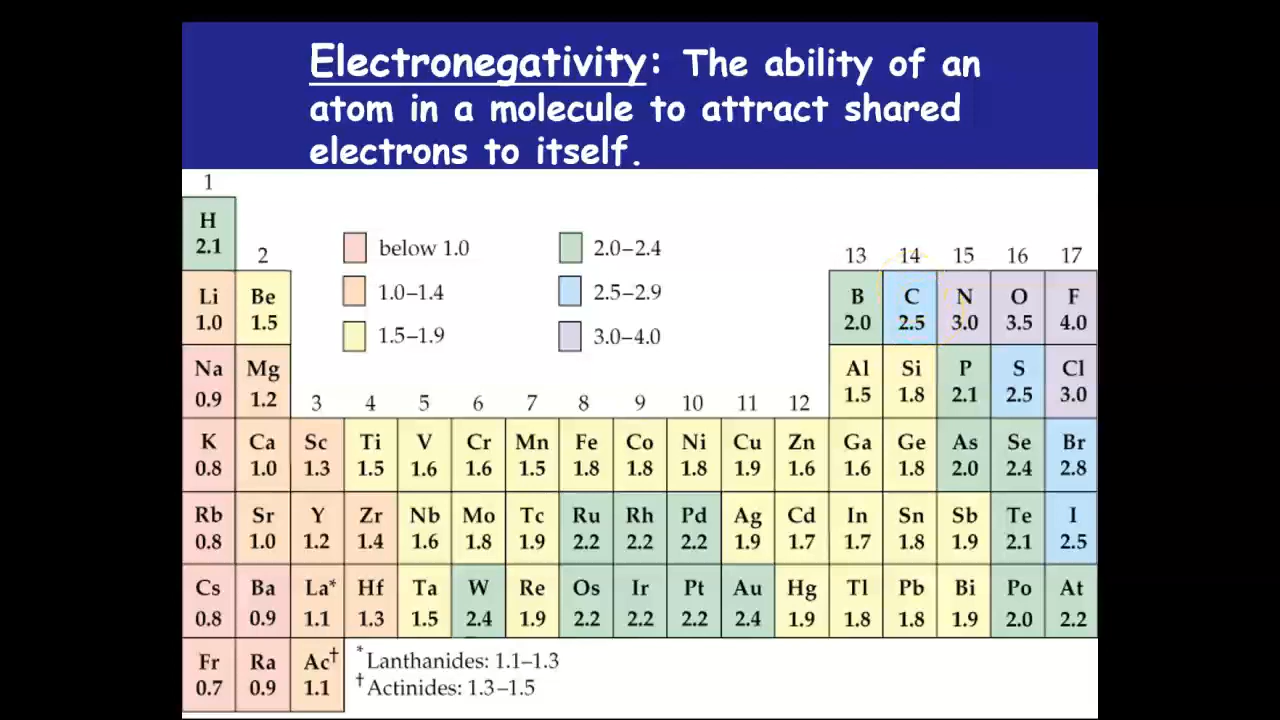 Electronegativity: The ability of an
atom in a molecule to attract shared
electrons to itself.
1
H
2.1
2
below 1.0
2.0–2.4
13 14 15 16 17
Li Be
1.0 1.5
1.0–1.4
2.5–2.9
B C N O F
2.0 2.5 3.0 3.5 4.0
1.5–1.9
3.0–4.0
Na Mg
0.9 1.2
Al Si P S Cl
1.5 1.8 2.1 2.5 3.0
3 4 5 6 7 8 9 10 11 12
K Ca Sc Ti V Cr Mn Fe Co Ni Cu Zn Ga Ge As Se Br
0.8 1.0 1.3 1.5 1.6 1.6 1.5 1.8 1.8 1.8 1.9 1.6 1.6 1.8 2.0 2.4 2.8
Rb Sr Y Zr Nb Mo Tc Ru Rh Pd Ag Cd In Sn Sb Te I
0.8 1.0 1.2 1.4 1.6 1.8 1.9 2.2 2.2 2.2 1.9 1.7 1.7 1.8 1.9 2.1 2.5
Cs Ba La* Hf Ta W Re Os Ir Pt Au Hg Tl Pb Bi Po At
0.8 0.9 1.1 1.3 1.5 2.4 1.9 2.2 2.2 2.2 2.4 1.9 1.8 1.8 1.9 2.0 2.2
Fr Ra Ac†
0.7 0.9 1.1
*Lanthanides: 1.1–1.3
†Actinides: 1.3–1.5